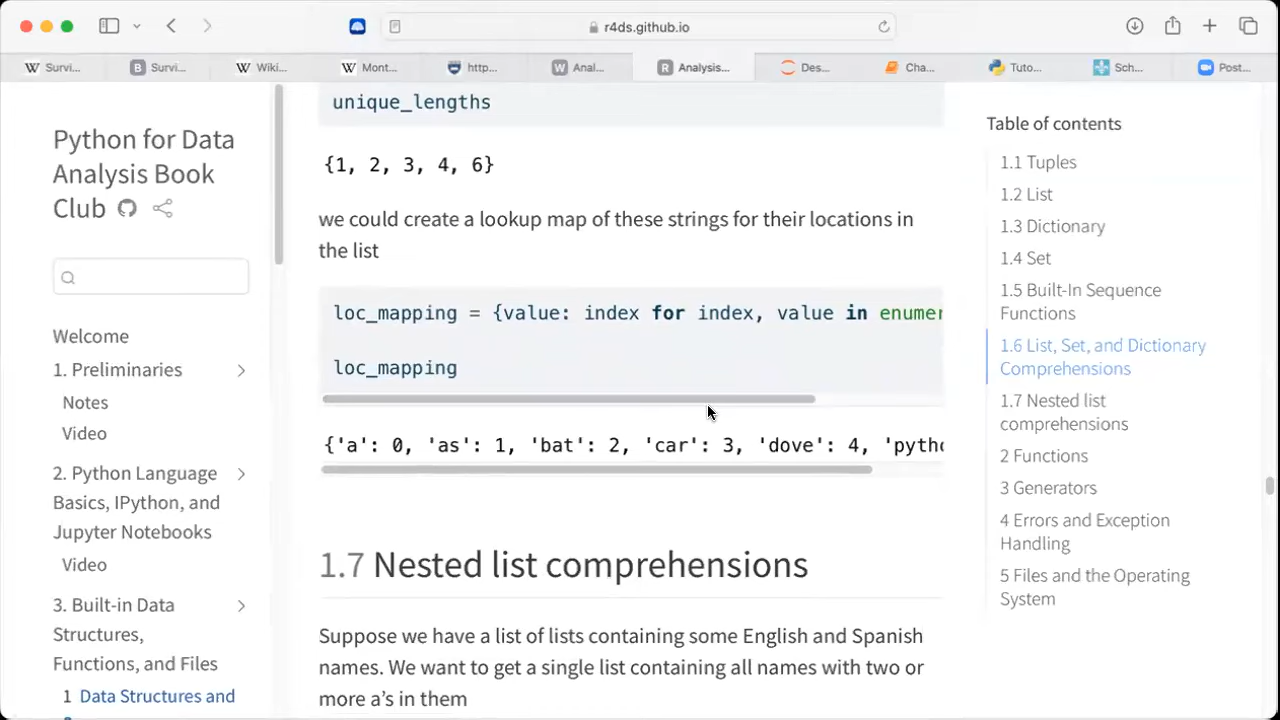 r4ds.github.io
Survi...
Survi...
Wiki...
Mont...
http...
Anal...
Analysis...
Des...
Cha...
Tuto...
Sch...
Post...
Python for Data
Analysis Book
Club
Welcome
1. Preliminaries
Notes
Video
2. Python Language
Basics, IPython, and
Jupyter Notebooks
Video
3. Built-in Data
Structures,
Functions, and Files
1 Data Structures and
unique_lengths
{1, 2, 3, 4, 6}
we could create a lookup map of these strings for their locations in
the list
loc_mapping = {value: index for index, value in enumer
loc_mapping
{'a': 0, 'as': 1, 'bat': 2, 'car': 3, 'dove': 4, 'pytho
1.7 Nested list comprehensions
Suppose we have a list of lists containing some English and Spanish
names. We want to get a single list containing all names with two or
more a's in them
Table of contents
1.1 Tuples
1.2 List
1.3 Dictionary
1.4 Set
1.5 Built-In Sequence
Functions
1.6 List, Set, and Dictionary
Comprehensions
1.7 Nested list
comprehensions
2 Functions
3 Generators
4 Errors and Exception
Handling
5 Files and the Operating
System